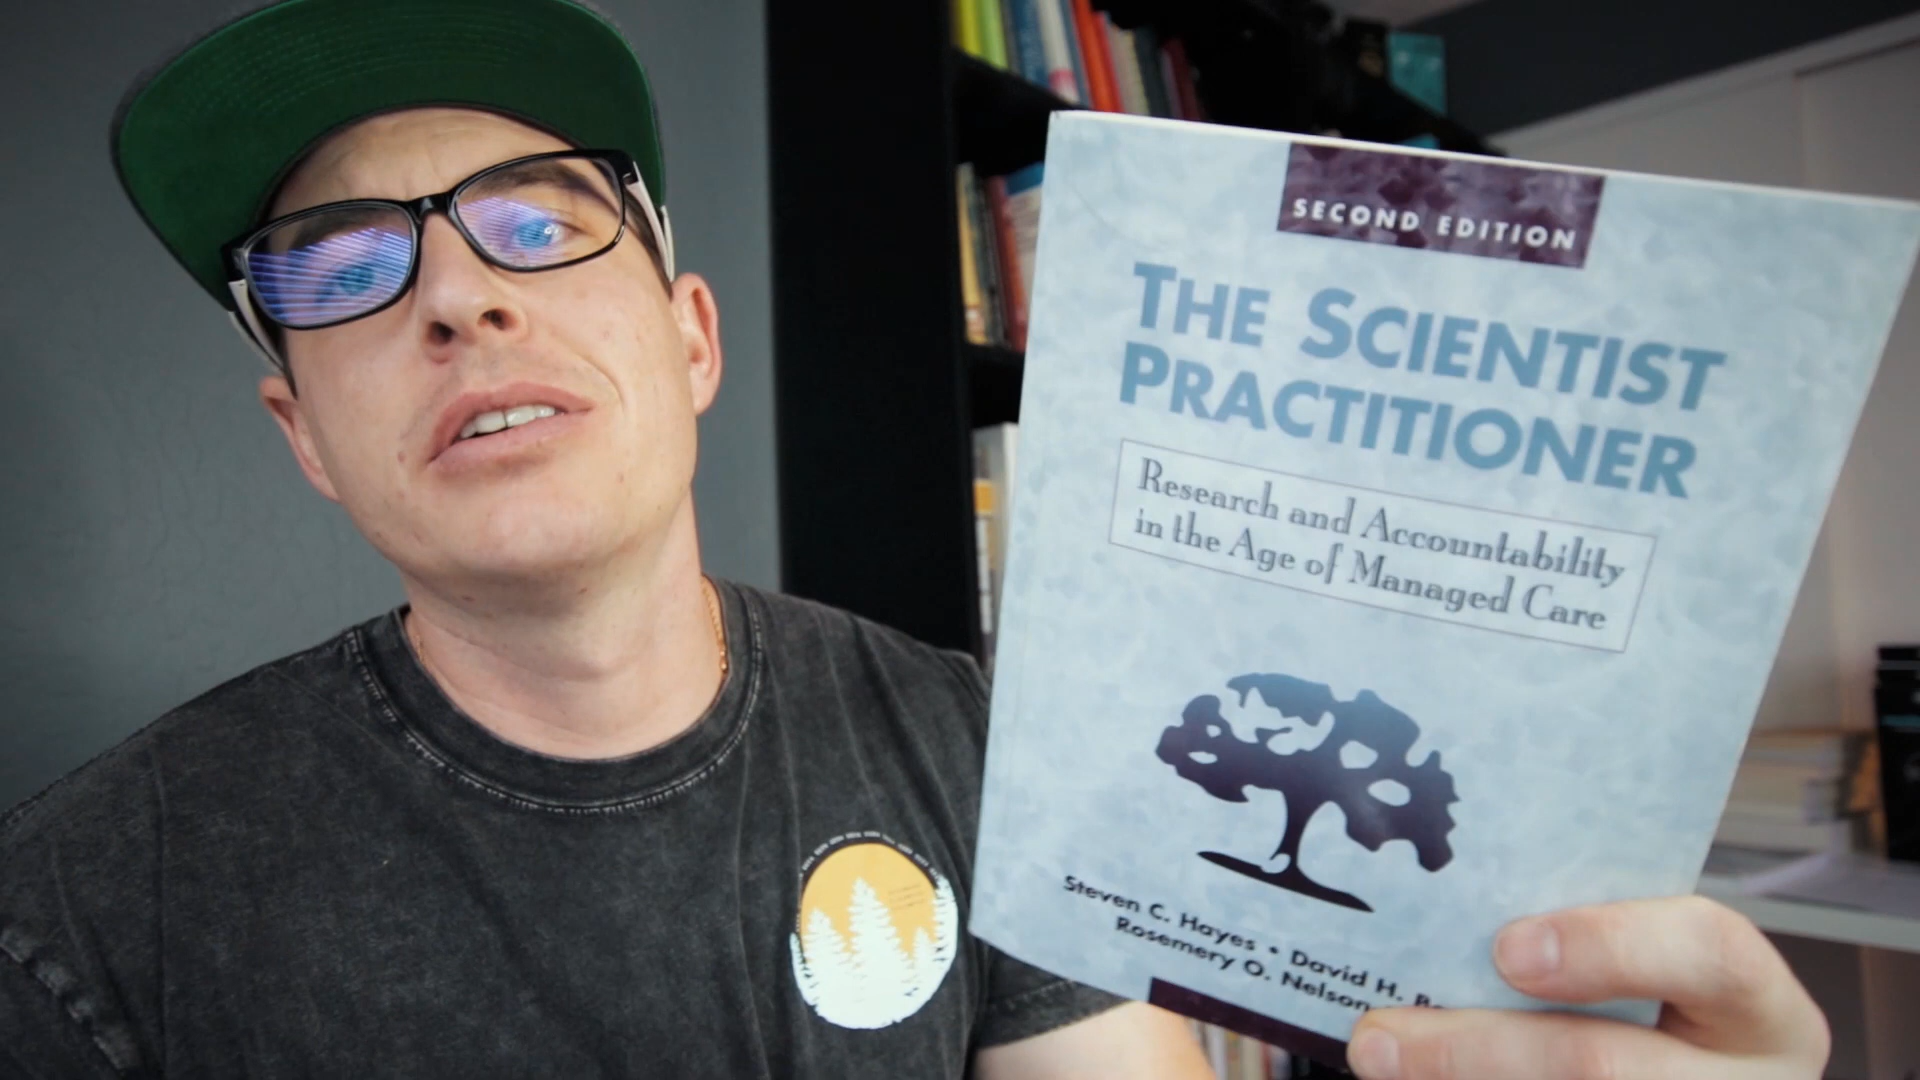 SECOND EDITION
THE SCIENTIST
PRACTITIONER
Research and Accountability
in the Age of Managed Care
Steven C. Hayes • David H.
Rosemery O. Nelson